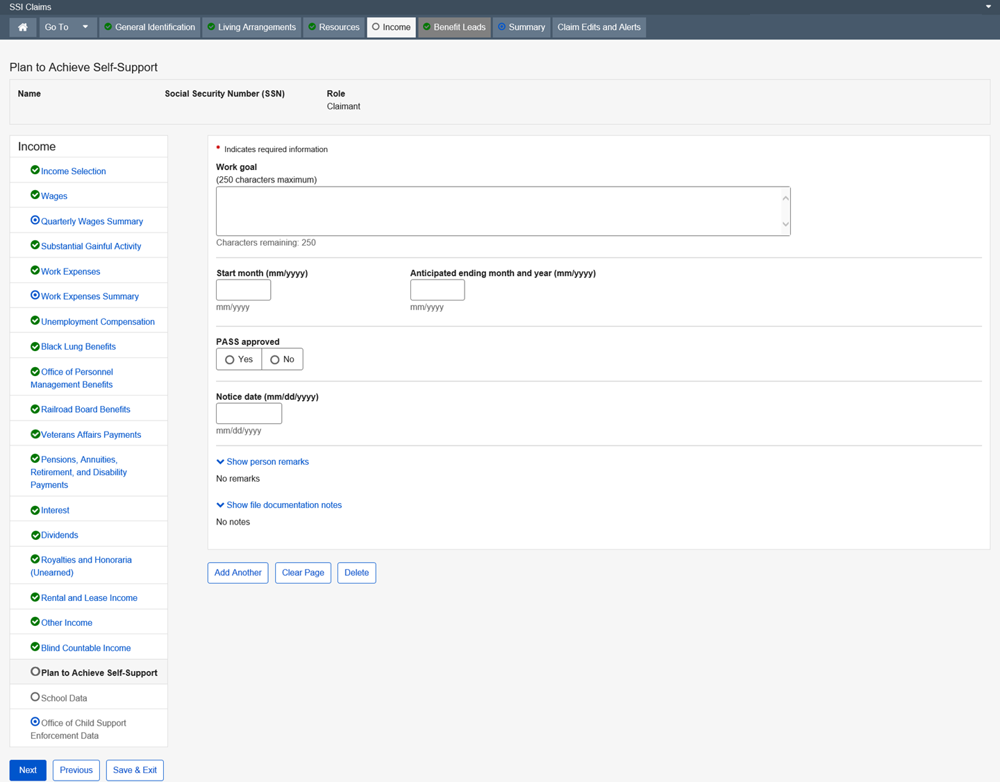 SSI Claims
Go To
General Identification
Living Arrangements
Resources
Income
Benefit Leads
Summary
Claim Edits and Alerts
Plan to Achieve Self-Support
Name
Social Security Number (SSN)
Role
Claimant
Income
Income Selection
Wages
Quarterly Wages Summary
Substantial Gainful Activity
Work Expenses
Work Expenses Summary
Unemployment Compensation
Black Lung Benefits
Office of Personnel
Management Benefits
Railroad Board Benefits
Veterans Affairs Payments
Pensions, Annuities,
Retirement, and Disability
Payments
Interest
Dividends
Royalties and Honoraria
(Unearned)
Rental and Lease Income
Other Income
Blind Countable Income
Plan to Achieve Self-Support
School Data
Office of Child Support
Enforcement Data
* Indicates required information
Work goal
(250 characters maximum)
Characters remaining: 250
Start month (mm/yyyy)
mm/yyyy
Anticipated ending month and year (mm/yyyy)
mm/yyyy
PASS approved
Yes
No
Notice date (mm/dd/yyyy)
mm/dd/yyyy
Show person remarks
No remarks
Show file documentation notes
No notes
Add Another
Clear Page
Delete
Next
Previous
Save & Exit